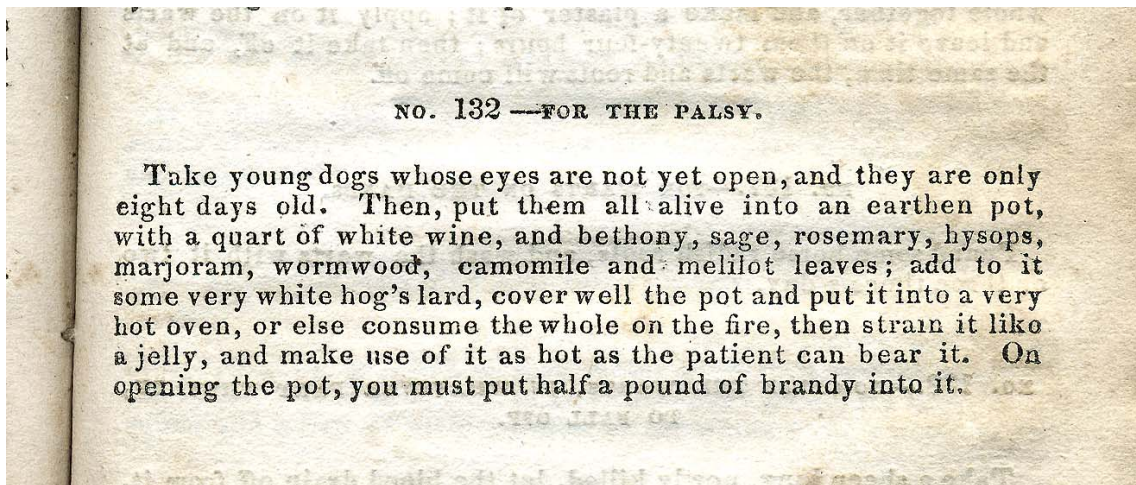 NO. 132 —FOR THE PALSY.
Take young dogs whose eyes are not yet open, and they are only
eight days old. Then, put them all alive into an earthen pot,
with a quart of white wine, and bethony, sage, rosemary, hysops,
marjoram, wormwood, camomile and melilot leaves; add to it
some very white hog's lard, cover well the pot and put it into a very
hot oven, or else consume the whole on the fire, then strain it like
a jelly, and make use of it as hot as the patient can bear it. On
opening the pot, you must put half a pound of brandy into it.